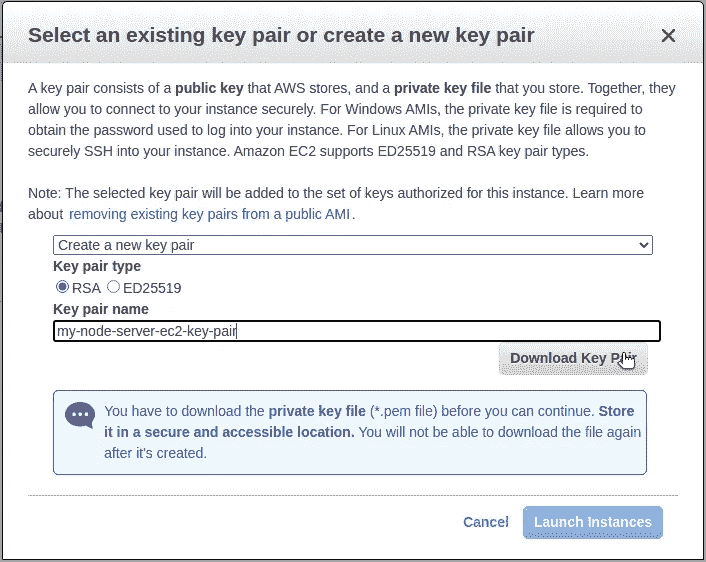 Select an existing key pair or create a new key pair
A key pair consists of a public key that AWS stores, and a private key file that you store. Together, they
allow you to connect to your instance securely. For Windows AMIs, the private key file is required to
obtain the password used to log into your instance. For Linux AMIs, the private key file allows you to
securely SSH into your instance. Amazon EC2 supports ED25519 and RSA key pair types.
Note: The selected key pair will be added to the set of keys authorized for this instance. Learn more
about removing existing key pairs from a public AMI.
Create a new key pair
Key pair type
RSA ED25519
Key pair name
my-node-server-ec2-key-pair
Download Key Pair
You have to download the private key file (*.pem file) before you can continue. Store
it in a secure and accessible location. You will not be able to download the file again
after it's created.
Cancel Launch Instances